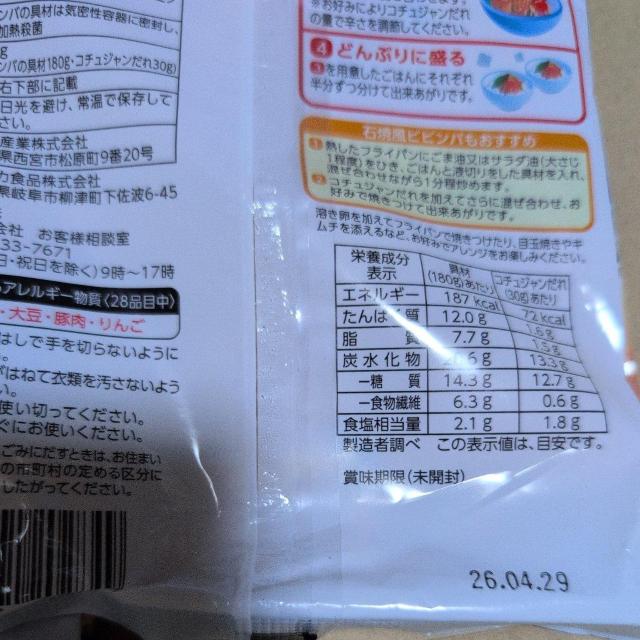 ンパの具材は気密性容器に密封し、
加熱殺菌
g
ンパの具材180g・コチュジャンだれ30g)
右下部に記載
日光を避け、常温で保存して
さい。
産業株式会社
県西宮市松原町9番20号
カ食品株式会社
県岐阜市柳津町下佐波6-45
会社 お客様相談室
33-7671
日・祝日を除く)9時～17時
アレルギー物質(28品目中)
・大豆・豚肉・りんご
はしで手を切らないように
。
はねて衣類を汚さないよう
い。
使い切ってください。
ぐにお使いください。
ごみにだすときは、お住まい
の市町村の定める区分に
したがってください。
※お好みによりコチュジャンだれ
の量で辛さを調節してください。
4 どんぶりに盛る
3を用意したごはんにそれぞれ
半分ずつ分けて出来あがりです。
石焼風ビビンバもおすすめ
1 熱したフライパンにごま油又はサラダ油(大さじ
1程度)をひき、ごはんと液切りをした具材を入れ、
混ぜ合わせながら1分程炒めます。
2 コチュジャンだれを加えてさらに混ぜ合わせ、お
好みで焼きつけて出来あがりです。
溶き卵を加えてフライパンで焼きつけたり、目玉焼きやキ
ムチを添えるなど、お好みでアレンジをお楽しみください。
栄養成分表示 具材(180g)あたり コチュジャンだれ(30g)あたり
エネルギー 187 kcal 72 kcal
たんぱく質 12.0 g
脂質 7.7 g
炭水化物 13.3 g
－糖質 14.3 g 12.7 g
－食物繊維 6.3 g 0.6 g
食塩相当量 2.1 g 1.8 g
製造者調べ この表示値は、目安です。
賞味期限(未開封)
26.04.29